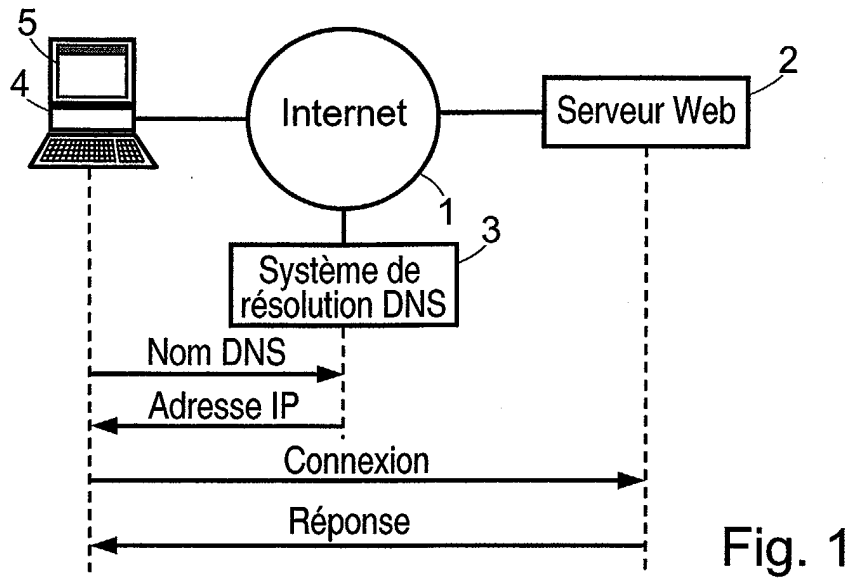 5
4
Internet
1
Serveur Web
2
3
Système de
résolution DNS
Nom DNS
Adresse IP
Connexion
Réponse
Fig. 1